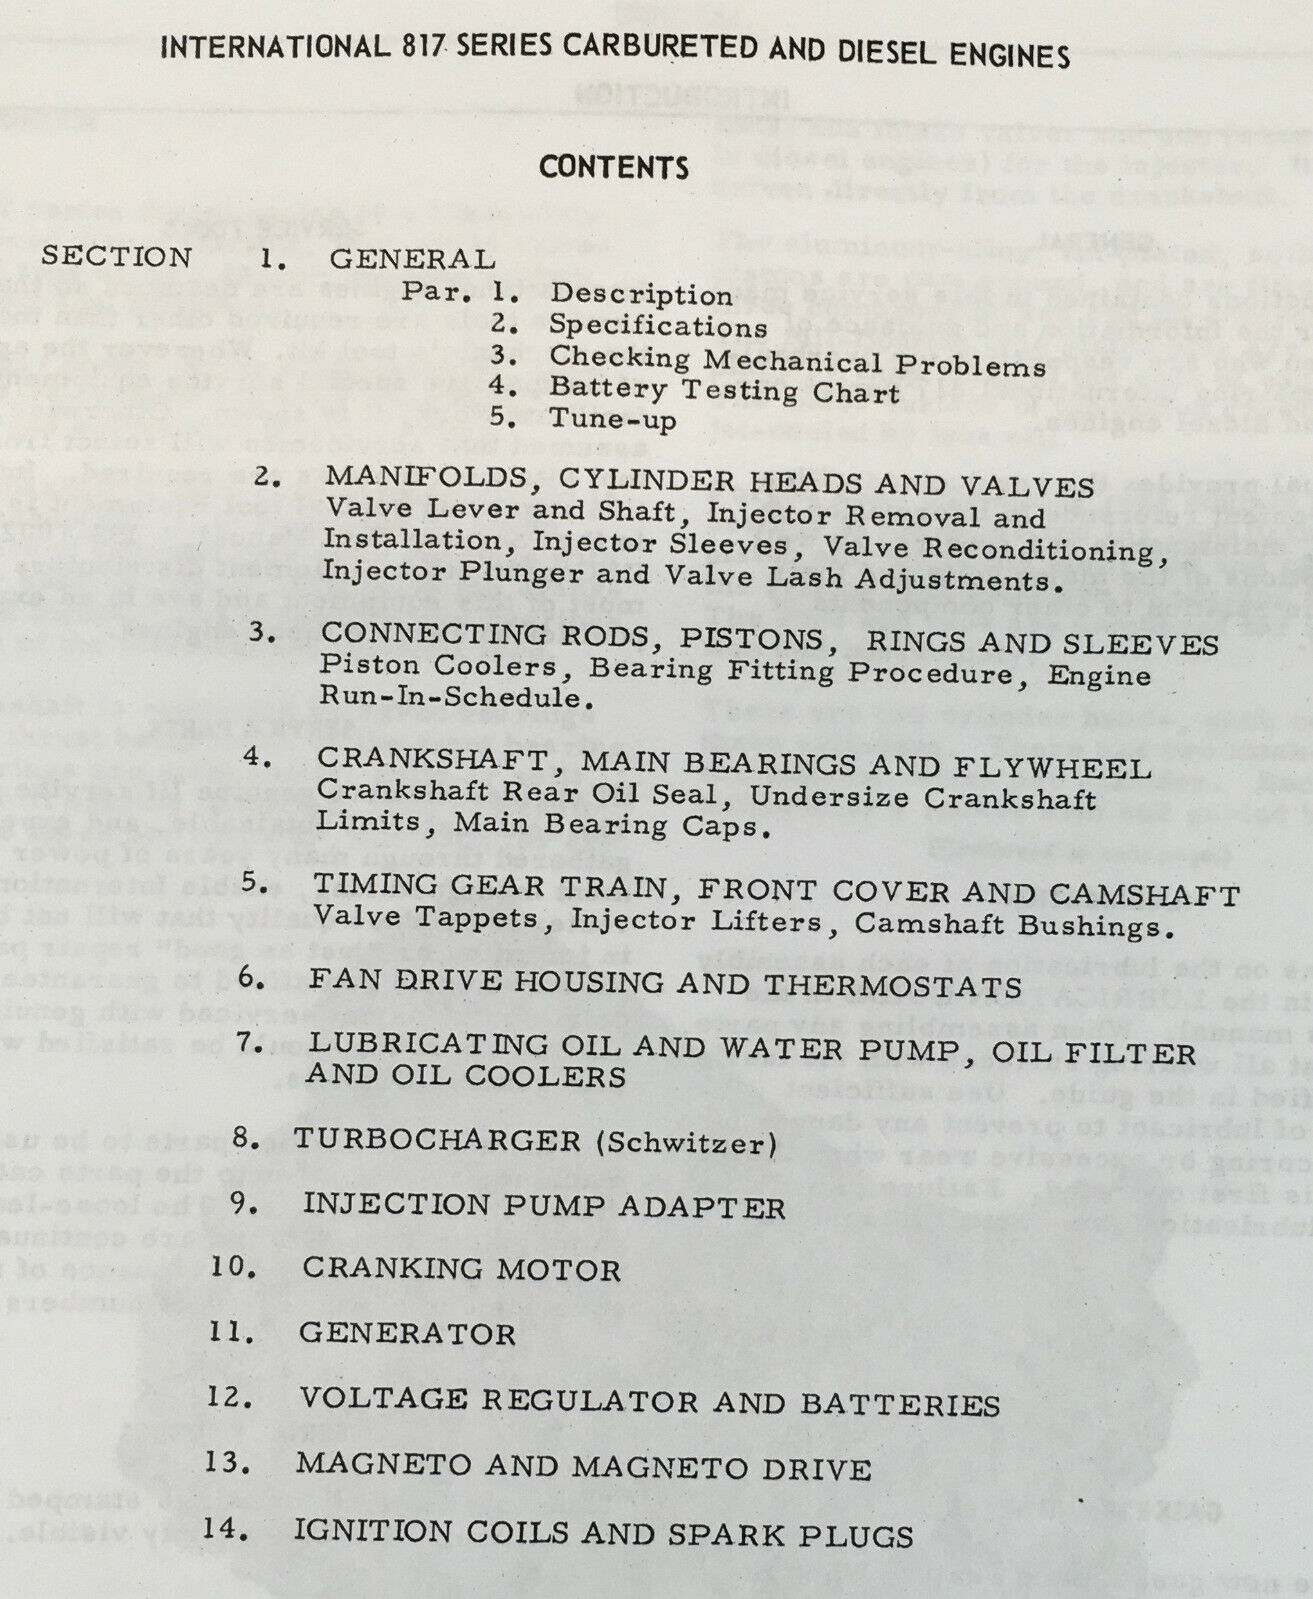 INTERNATIONAL 817 SERIES CARBURETED AND DIESEL ENGINES
CONTENTS
SECTION 1. GENERAL
Par. 1. Description
2. Specifications
3. Checking Mechanical Problems
4. Battery Testing Chart
5. Tune-up
2. MANIFOLDS, CYLINDER HEADS AND VALVES
Valve Lever and Shaft, Injector Removal and
Installation, Injector Sleeves, Valve Reconditioning,
Injector Plunger and Valve Lash Adjustments.
3. CONNECTING RODS, PISTONS, RINGS AND SLEEVES
Piston Coolers, Bearing Fitting Procedure, Engine
Run-In-Schedule.
4. CRANKSHAFT, MAIN BEARINGS AND FLYWHEEL
Crankshaft Rear Oil Seal, Undersize Crankshaft
Limits, Main Bearing Caps.
5. TIMING GEAR TRAIN, FRONT COVER AND CAMSHAFT
Valve Tappets, Injector Lifters, Camshaft Bushings.
6. FAN DRIVE HOUSING AND THERMOSTATS
7. LUBRICATING OIL AND WATER PUMP, OIL FILTER
AND OIL COOLERS
8. TURBOCHARGER (Schwitzer)
9. INJECTION PUMP ADAPTER
10. CRANKING MOTOR
11. GENERATOR
12. VOLTAGE REGULATOR AND BATTERIES
13. MAGNETO AND MAGNETO DRIVE
14. IGNITION COILS AND SPARK PLUGS